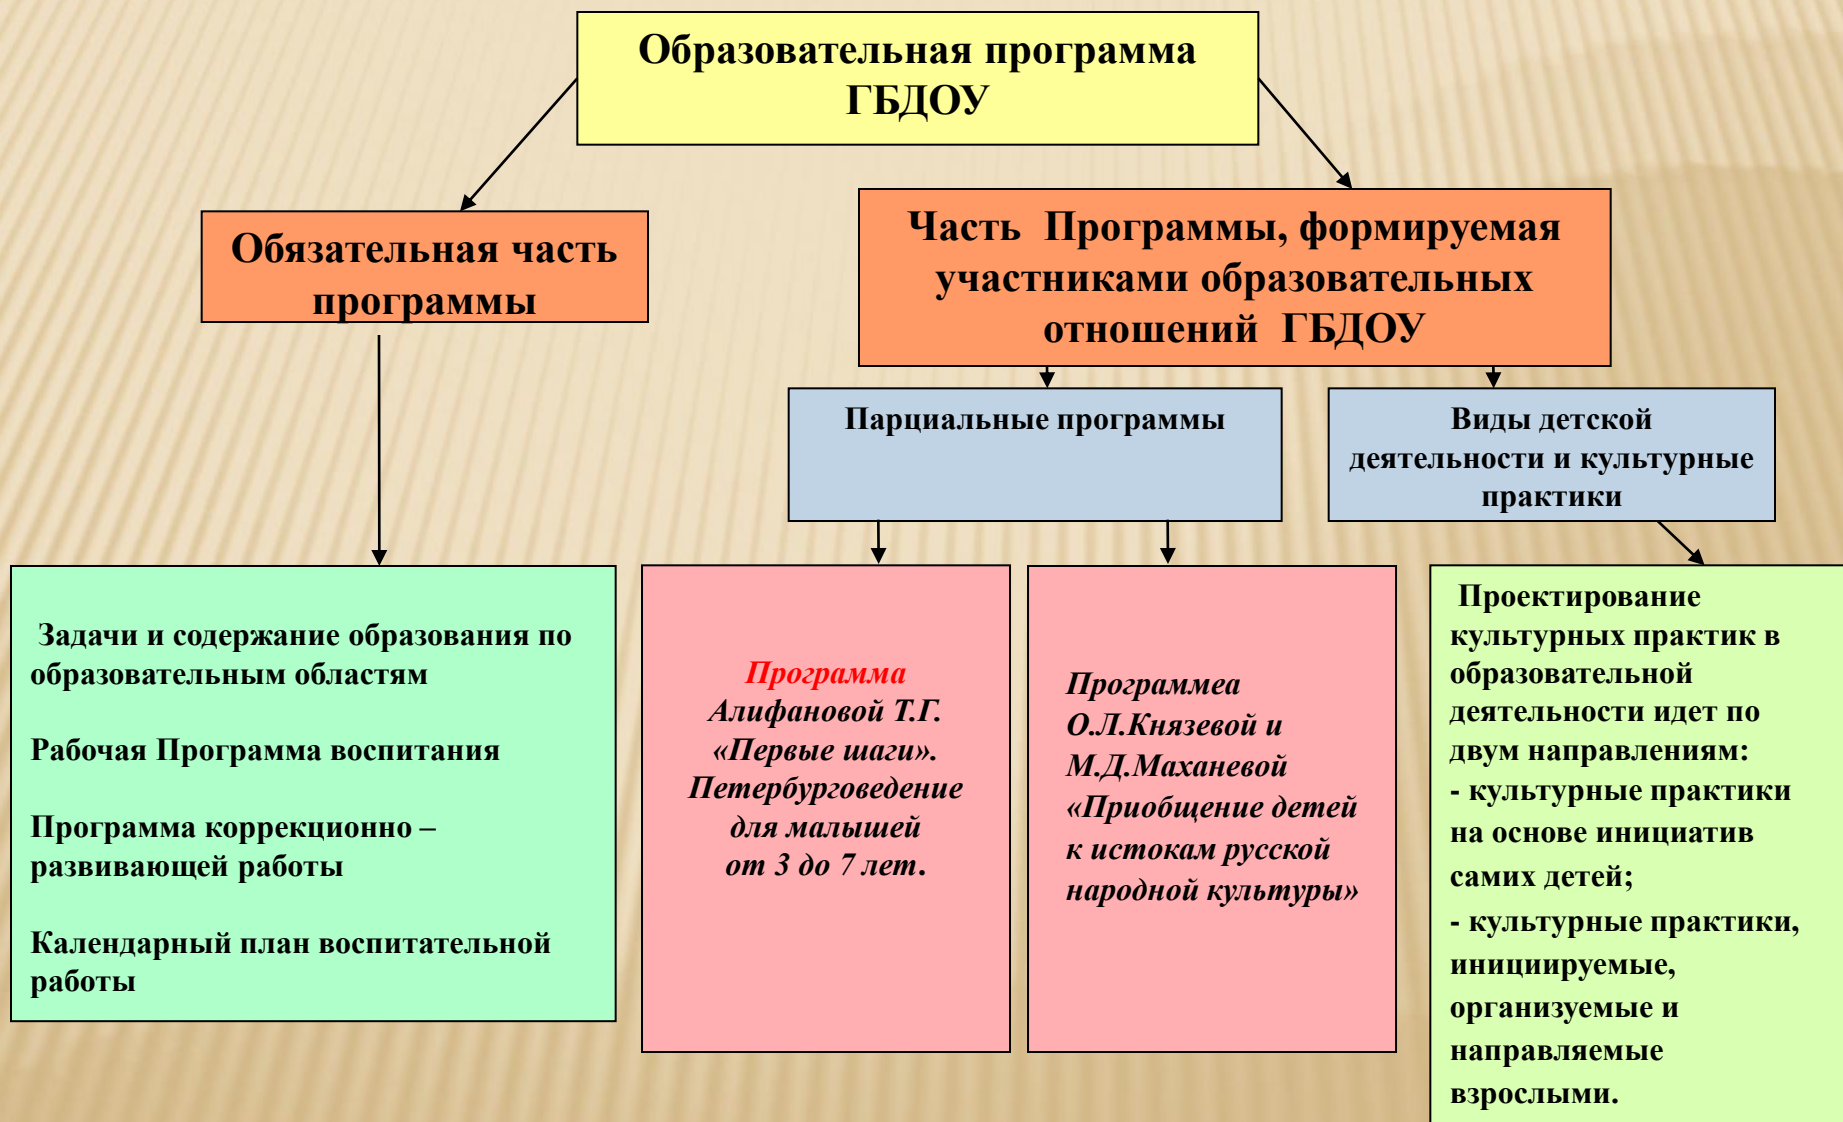 Образовательная программа
ГБДОУ
Обязательная часть
программы
Часть Программы, формируемая
участниками образовательных
отношений ГБДОУ
Парциальные программы
Виды детской
деятельности и культурные
практики
Задачи и содержание образования по
образовательным областям
Рабочая Программа воспитания
Программа коррекционно –
развивающей работы
Календарный план воспитательной
работы
Программа
Алифановой Т.Г.
«Первые шаги».
Петербурговедение
для малышей
от 3 до 7 лет.
Программеа
О.Л.Князевой и
М.Д.Маханевой
«Приобщение детей
к истокам русской
народной культуры»
Проектирование
культурных практик в
образовательной
деятельности идет по
двум направлениям:
- культурные практики
на основе инициатив
самих детей;
- культурные практики,
инициируемые,
организуемые и
направляемые
взрослыми.